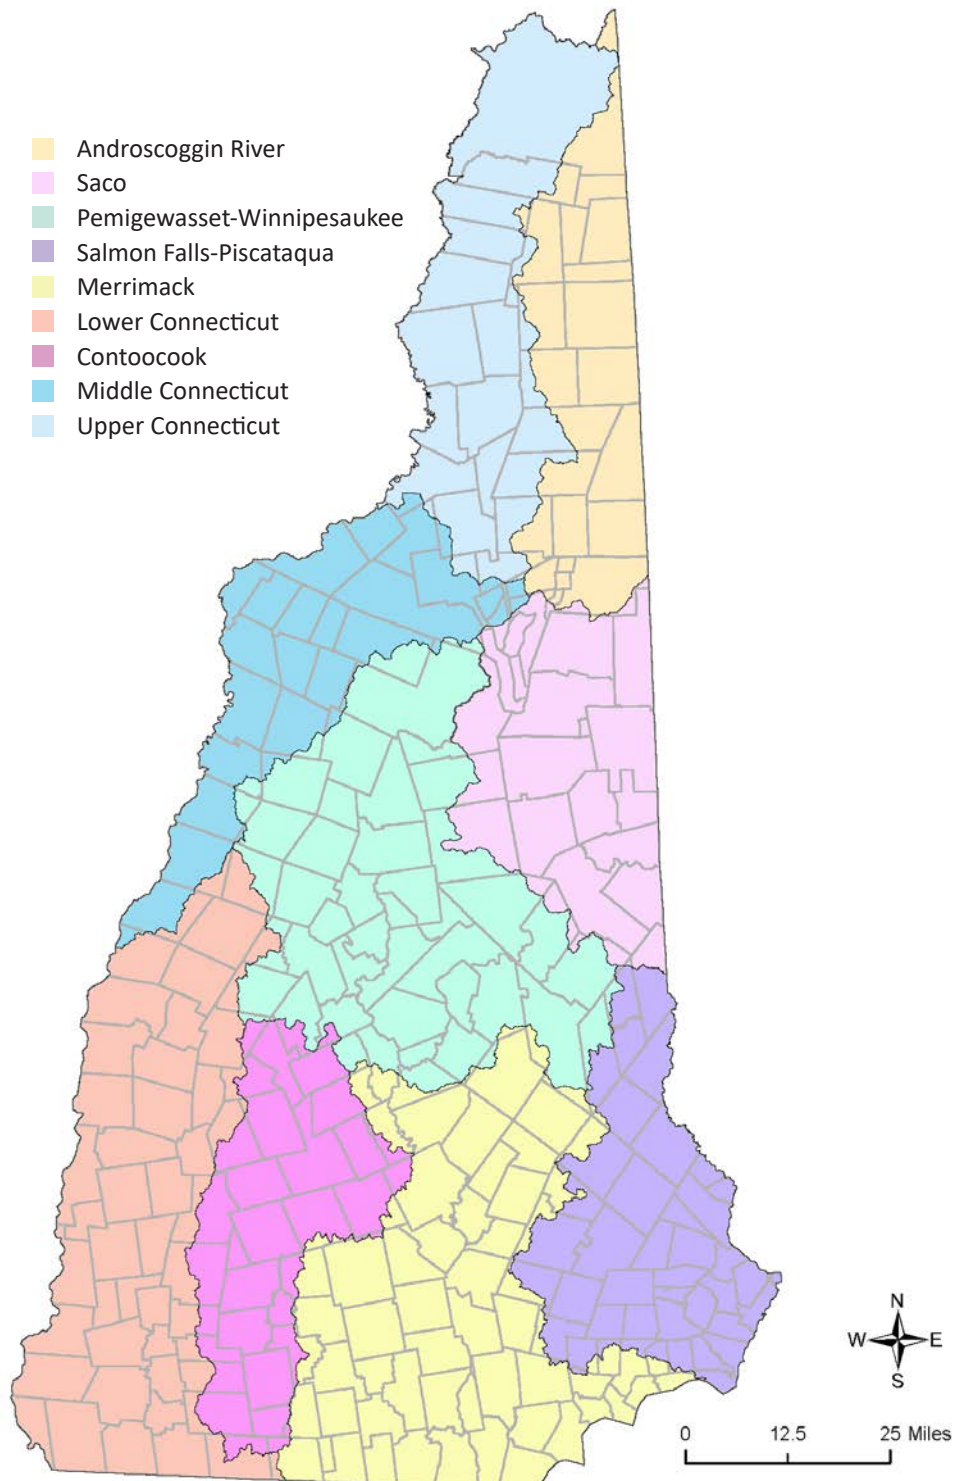 Androscoggin River
Saco
Pemigewasset-Winnipesaukee
Salmon Falls-Piscataqua
Merrimack
Lower Connecticut
Contoocook
Middle Connecticut
Upper Connecticut
N
W E
S
0 12.5 25 Miles